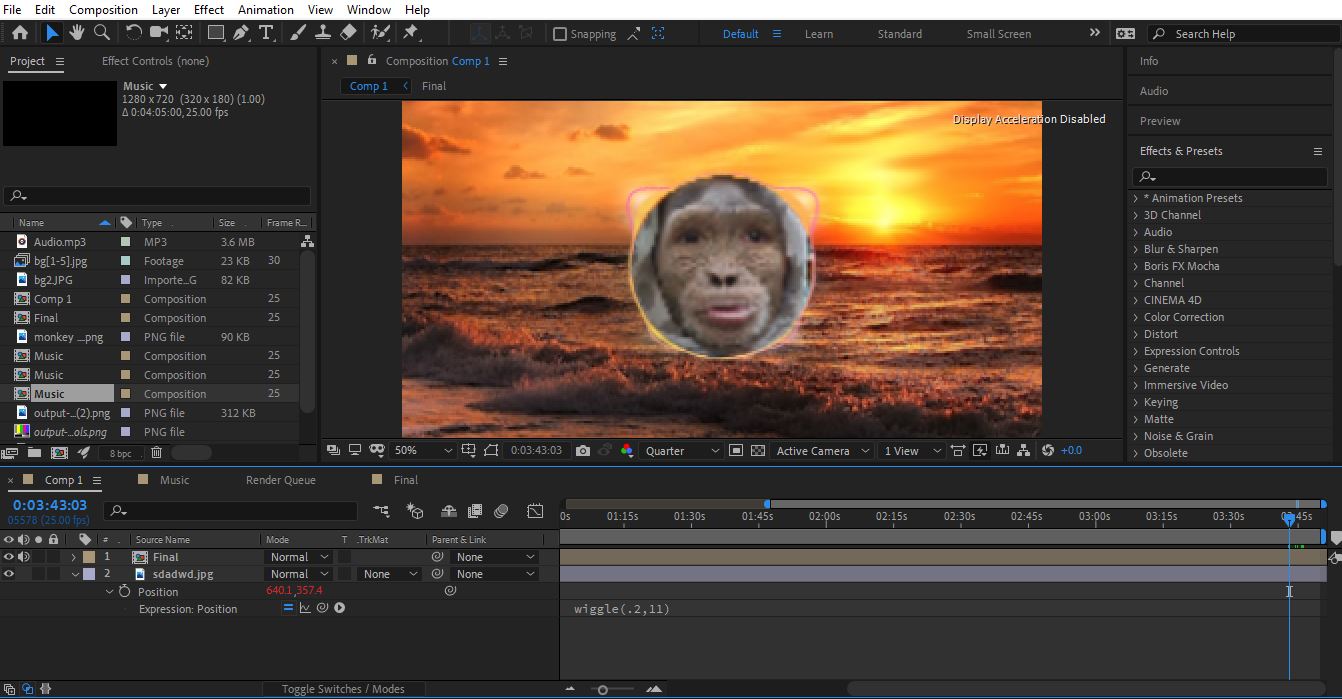 File Edit Composition Layer Effect Animation View Window Help
Snapping Default Learn Standard Small Screen Search Help
Project Effect Controls (none)
Composition Comp 1
Info
Music
1280 x 720 (320 x 180) (1.00)
Δ 0:04:05:00, 25.00 fps
Comp 1 Final
Audio
Display Acceleration Disabled
Preview
Effects & Presets
Name Type Size Frame R...
Audio.mp3 MP3 3.6 MB
bg[1-5].jpg Footage 23 KB 30
bg2.JPG Importe...G 82 KB
Comp 1 Composition 25
Final Composition 25
monkey ....png PNG file 90 KB
Music Composition 25
Music Composition 25
Music Composition 25
output-...(2).png PNG file 312 KB
output-...ols.png PNG file
8 bpc
* Animation Presets
3D Channel
Audio
Blur & Sharpen
Boris FX Mocha
Channel
CINEMA 4D
Color Correction
Distort
Expression Controls
Generate
Immersive Video
Keying
Matte
Noise & Grain
Obsolete
50% 0:03:43:03 Quarter Active Camera 1 View +0.0
Comp 1 Music Render Queue Final
0:03:43:03
05578 (25.00 fps)
0s 01:15s 01:30s 01:45s 02:00s 02:15s 02:30s 02:45s 03:00s 03:15s 03:30s 03:45s
# Source Name Mode T .TrkMat Parent & Link
1 Final Normal None
2 sdadwd.jpg Normal None None
Position 640.1,357.4
Expression: Position wiggle(.2,11)
Toggle Switches / Modes